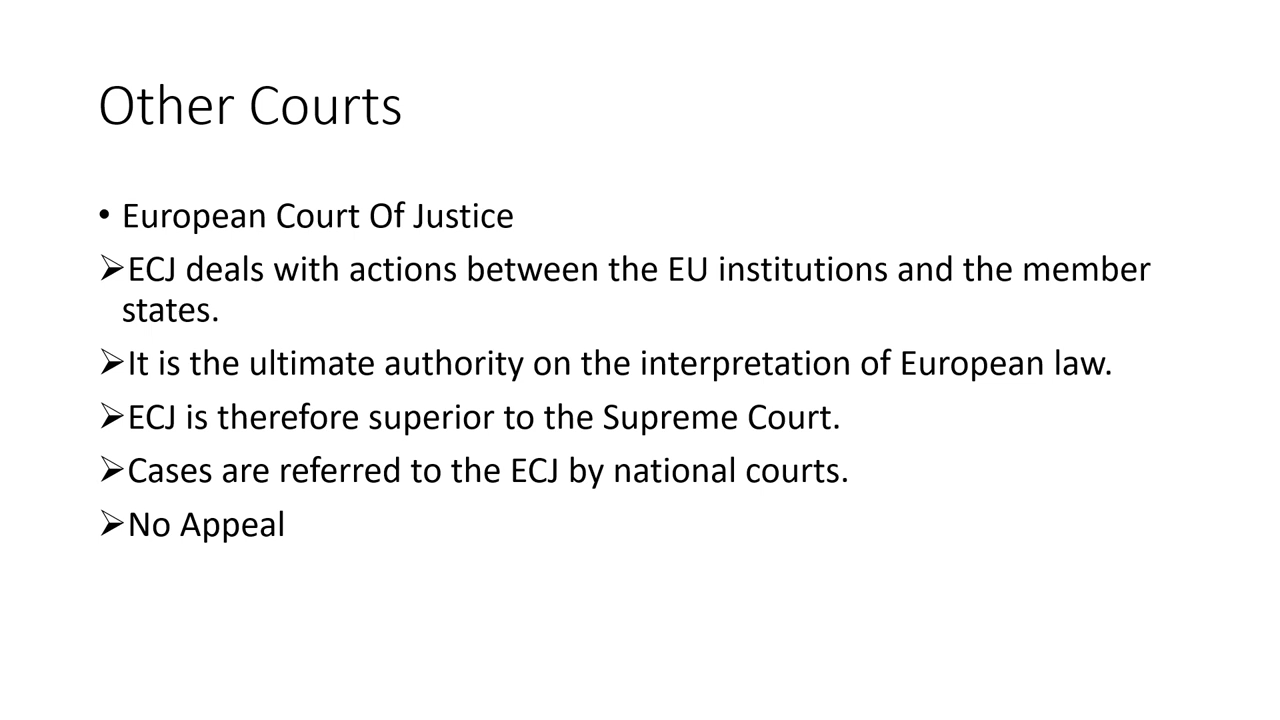 Other Courts
• European Court Of Justice
➢ECJ deals with actions between the EU institutions and the member
states.
➢It is the ultimate authority on the interpretation of European law.
➢ECJ is therefore superior to the Supreme Court.
➢Cases are referred to the ECJ by national courts.
➢No Appeal